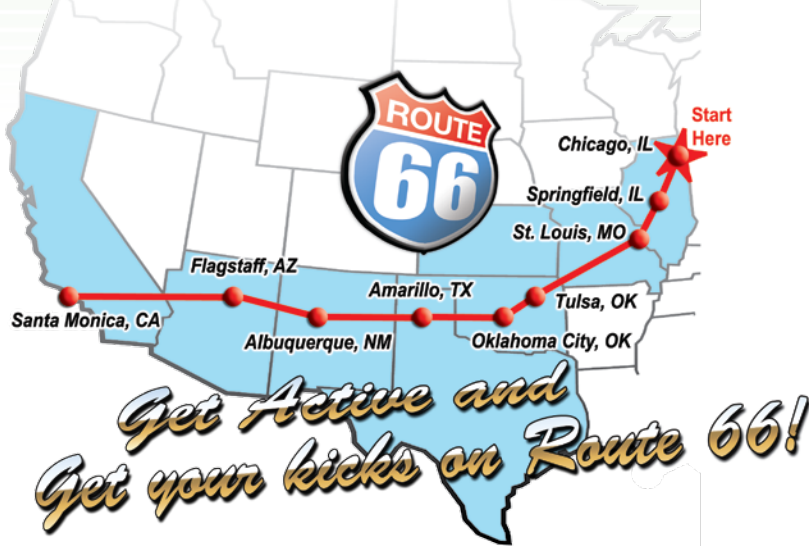 ROUTE
66
Start
Here
Chicago, IL
Springfield, IL
St. Louis, MO
Flagstaff, AZ
Amarillo, TX
Tulsa, OK
Santa Monica, CA
Albuquerque, NM
Oklahoma City, OK
Get Active and
Get your kicks on Route 66!